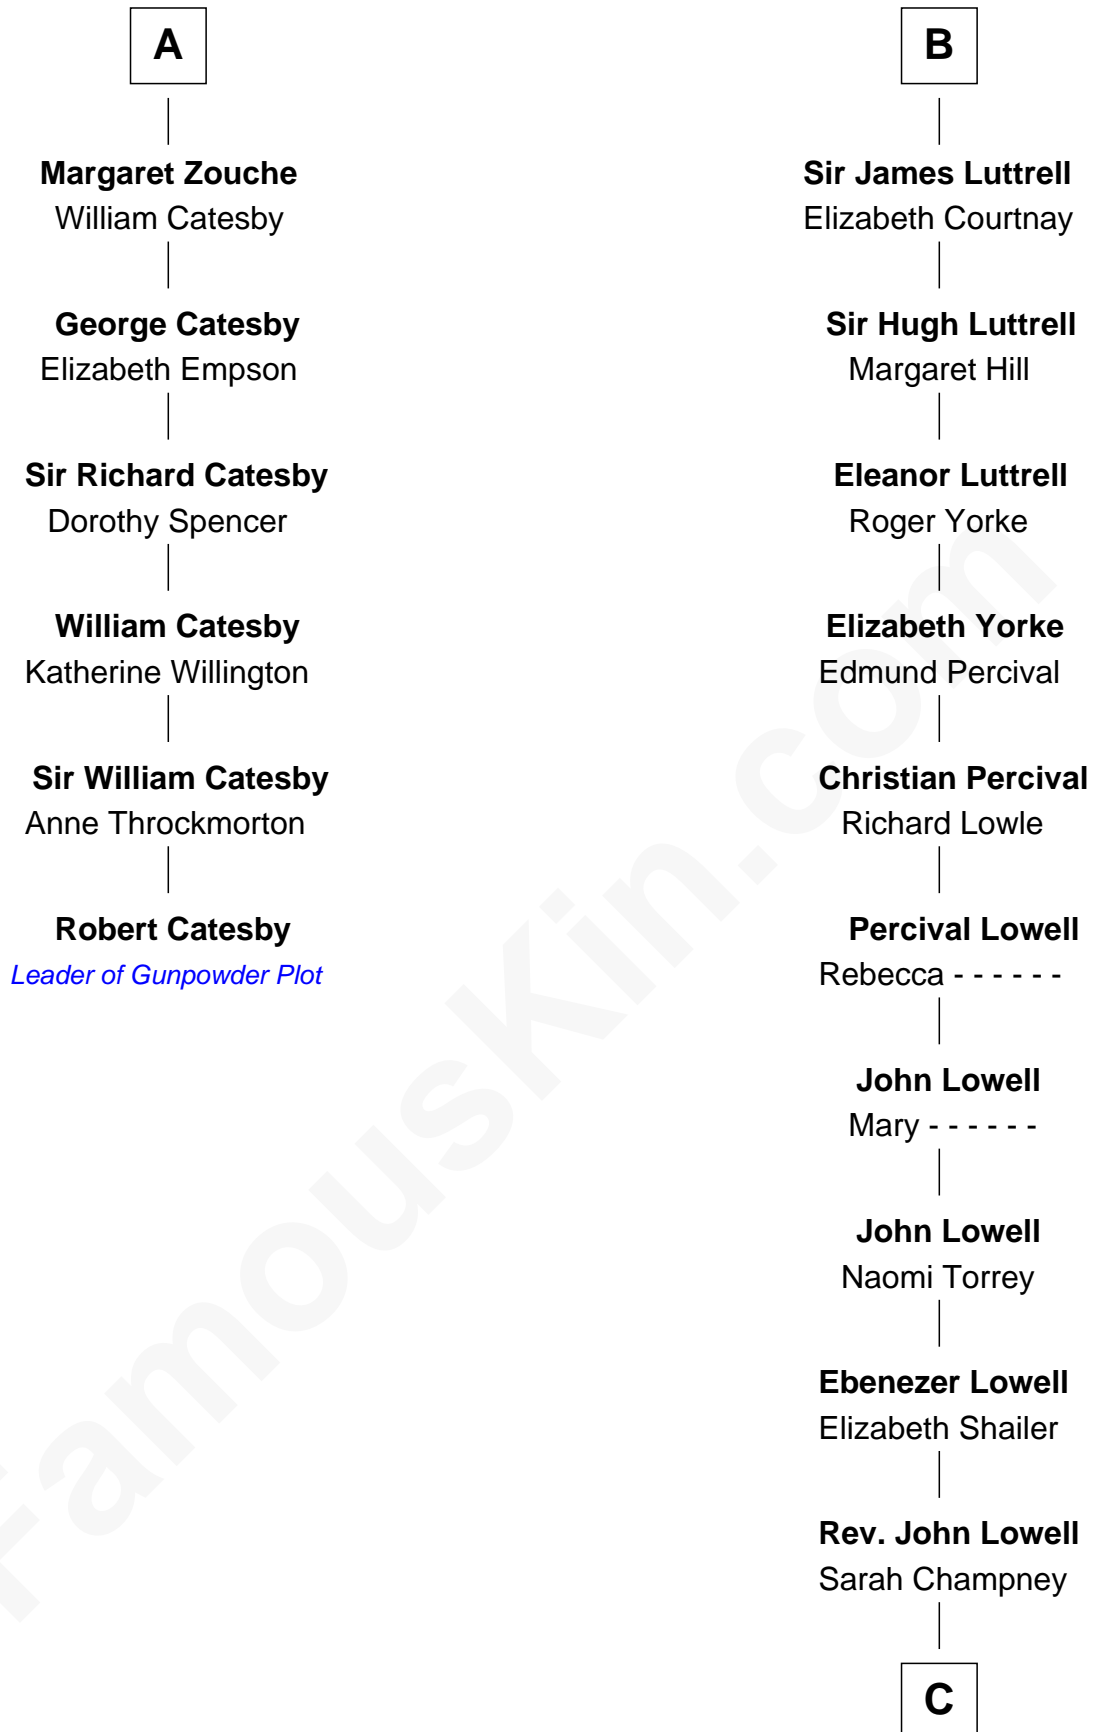 A
Margaret Zouche
William Catesby
George Catesby
Elizabeth Empson
Sir Richard Catesby
Dorothy Spencer
William Catesby
Katherine Willington
Sir William Catesby
Anne Throckmorton
Robert Catesby
Leader of Gunpowder Plot
B
Sir James Luttrell
Elizabeth Courtnay
Sir Hugh Luttrell
Margaret Hill
Eleanor Luttrell
Roger Yorke
Elizabeth Yorke
Edmund Percival
Christian Percival
Richard Lowle
Percival Lowell
Rebecca - - - - - -
John Lowell
Mary - - - - - -
John Lowell
Naomi Torrey
Ebenezer Lowell
Elizabeth Shailer
Rev. John Lowell
Sarah Champney
C
FamousKin.com